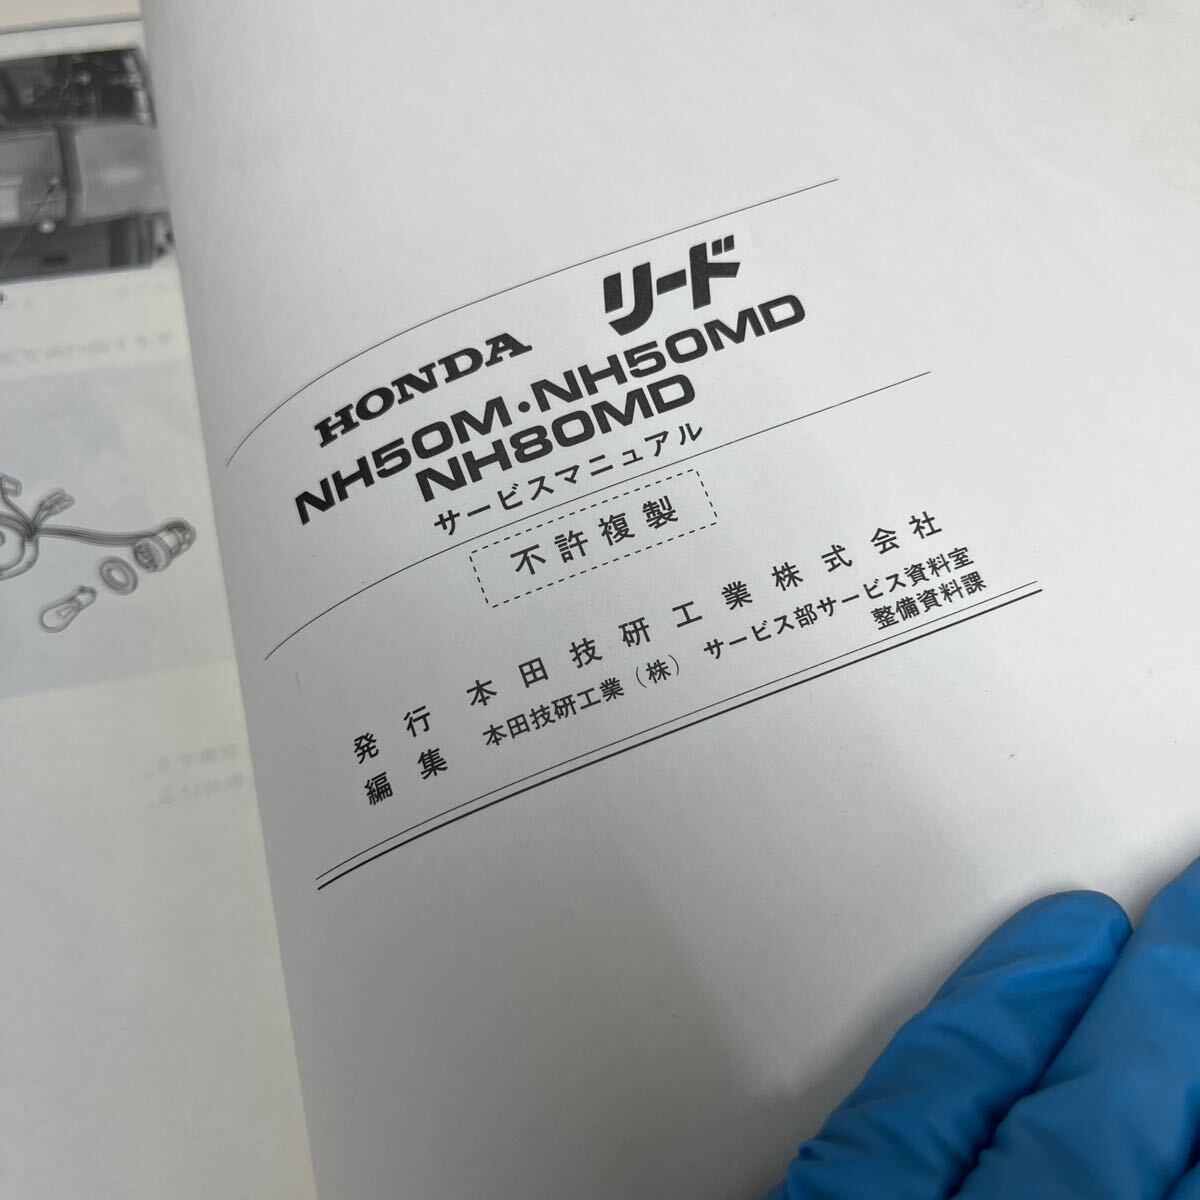 HONDA リード
NH50M・NH50MD
NH80MD
サービスマニュアル
不許複製
発行 本田技研工業株式会社
編集 本田技研工業(株) サービス部サービス資料室
整備資料課